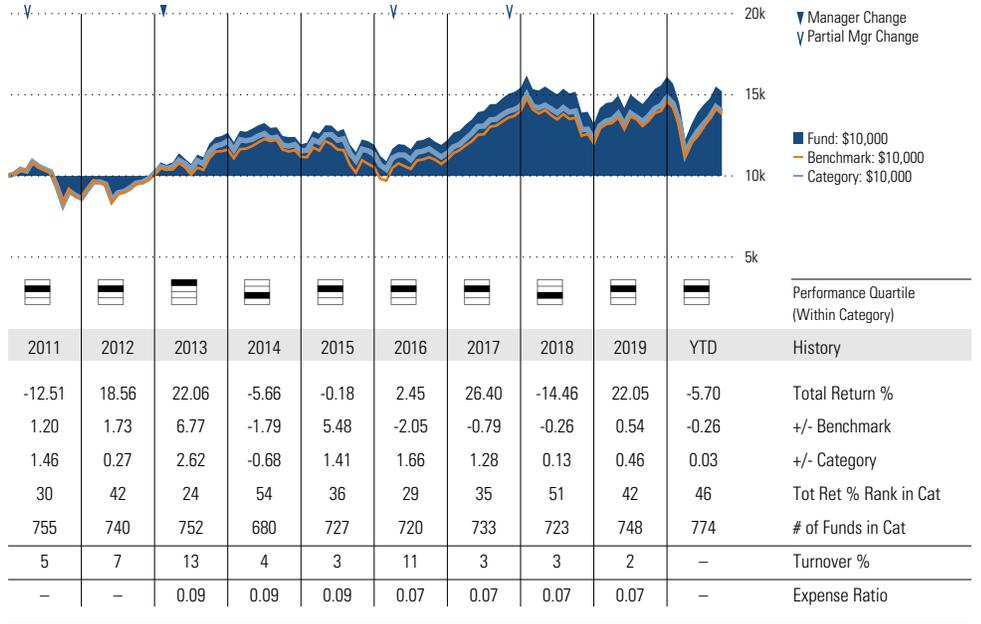 20k
Manager Change
Partial Mgr Change
15k
Fund: $10,000
Benchmark: $10,000
Category: $10,000
10k
5k
Performance Quartile
(Within Category)
2011 2012 2013 2014 2015 2016 2017 2018 2019 YTD History
-12.51 18.56 22.06 -5.66 -0.18 2.45 26.40 -14.46 22.05 -5.70 Total Return %
1.20 1.73 6.77 -1.79 5.48 -2.05 -0.79 -0.26 0.54 -0.26 +/- Benchmark
1.46 0.27 2.62 -0.68 1.41 1.66 1.28 0.13 0.46 0.03 +/- Category
30 42 24 54 36 29 35 51 42 46 Tot Ret % Rank in Cat
755 740 752 680 727 720 733 723 748 774 # of Funds in Cat
5 7 13 4 3 11 3 3 2 – Turnover %
– – 0.09 0.09 0.09 0.07 0.07 0.07 0.07 – Expense Ratio